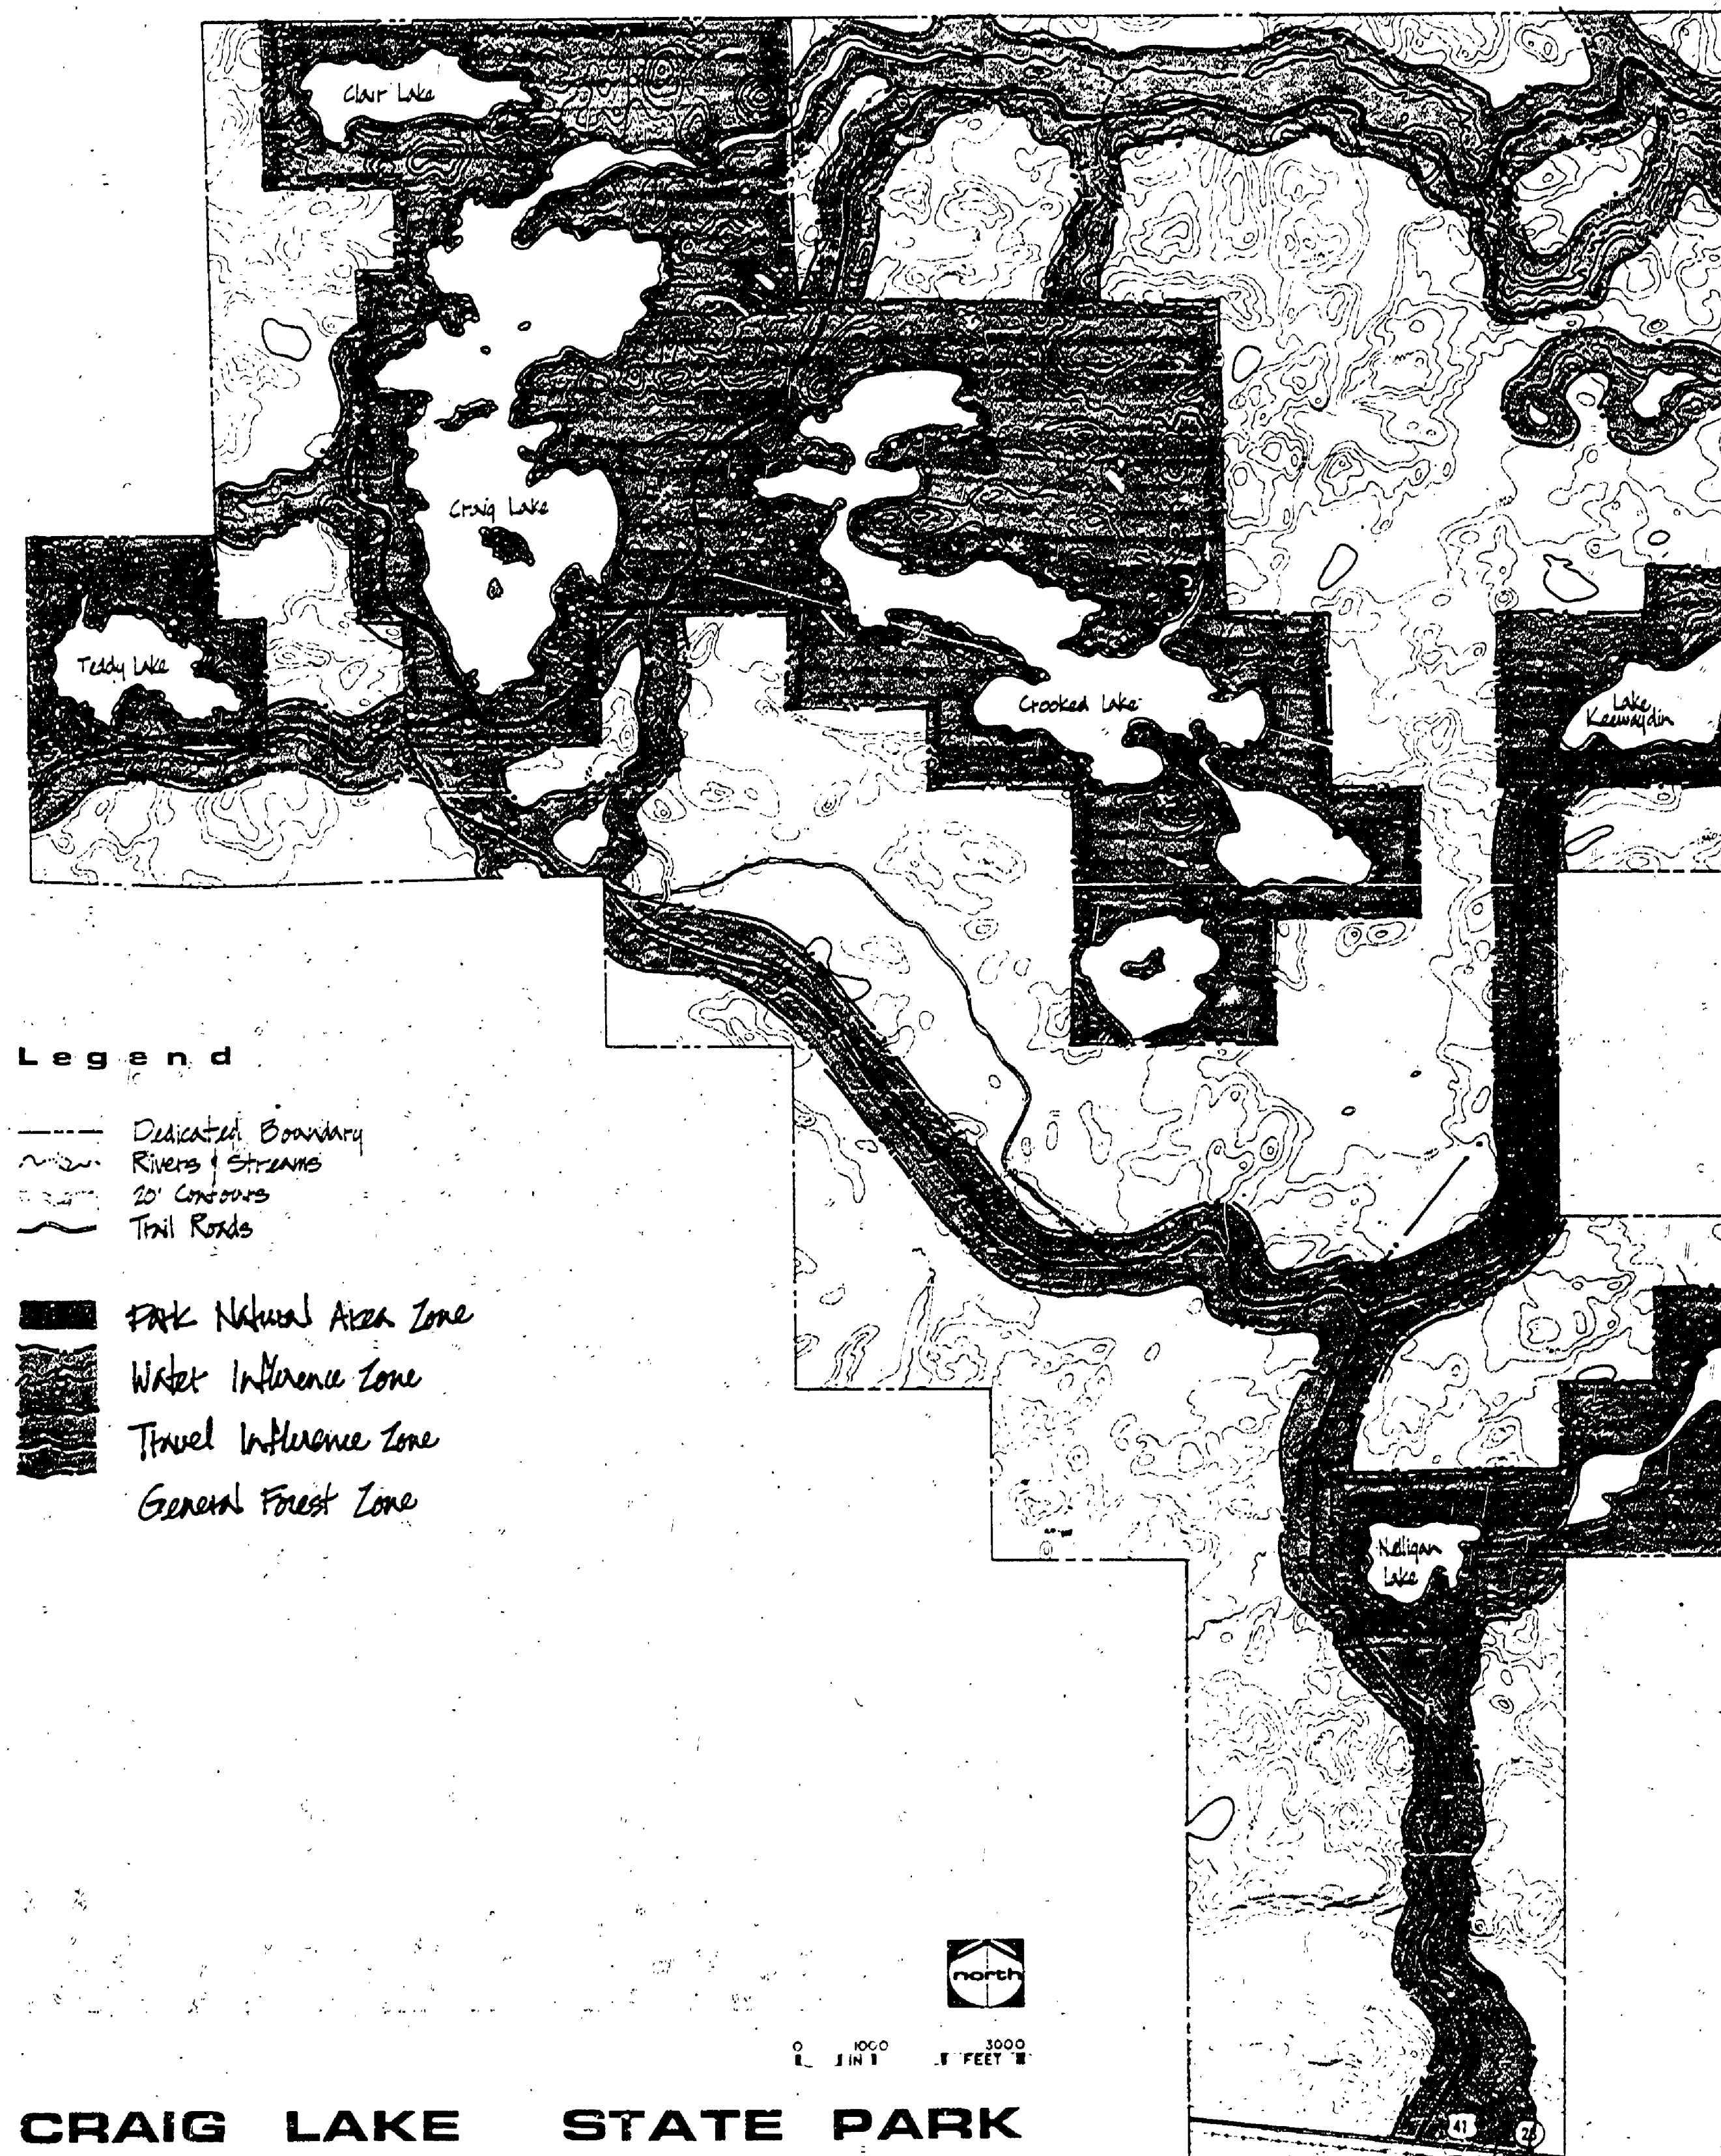 Clair Lake
Craig Lake
Teddy Lake
Crooked Lake
Lake
Keewaydin
Legend
Dedicated Boundary
Rivers & Streams
20' Contours
Trail Roads
Park Natural Area Zone
Water Influence Zone
Travel Influence Zone
General Forest Zone
Nelligan
Lake
north
0 1000 3000
IN FEET
CRAIG LAKE STATE PARK
41